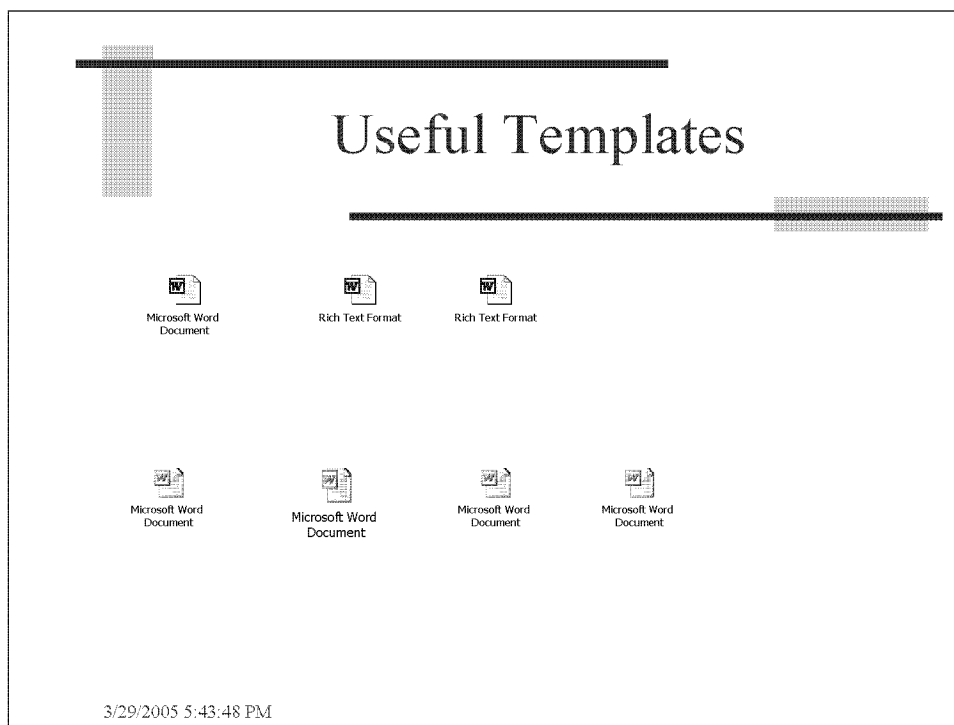 Useful Templates
Microsoft Word
Document
Rich Text Format
Rich Text Format
Microsoft Word
Document
Microsoft Word
Document
Microsoft Word
Document
Microsoft Word
Document
3/29/2005 5:43:48 PM